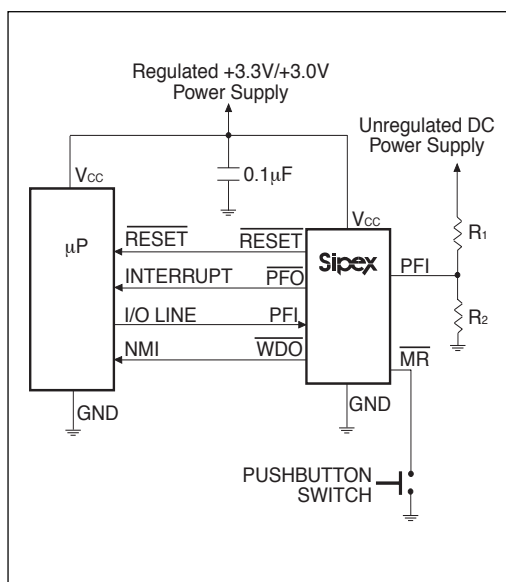 Regulated +3.3V/+3.0V
Power Supply
Unregulated DC
Power Supply
0.1µF
VCC
VCC
µP
RESET
RESET
Sipex
R1
INTERRUPT
PFO
PFI
I/O LINE
PFI
R2
NMI
WDO
MR
GND
GND
PUSHBUTTON
SWITCH